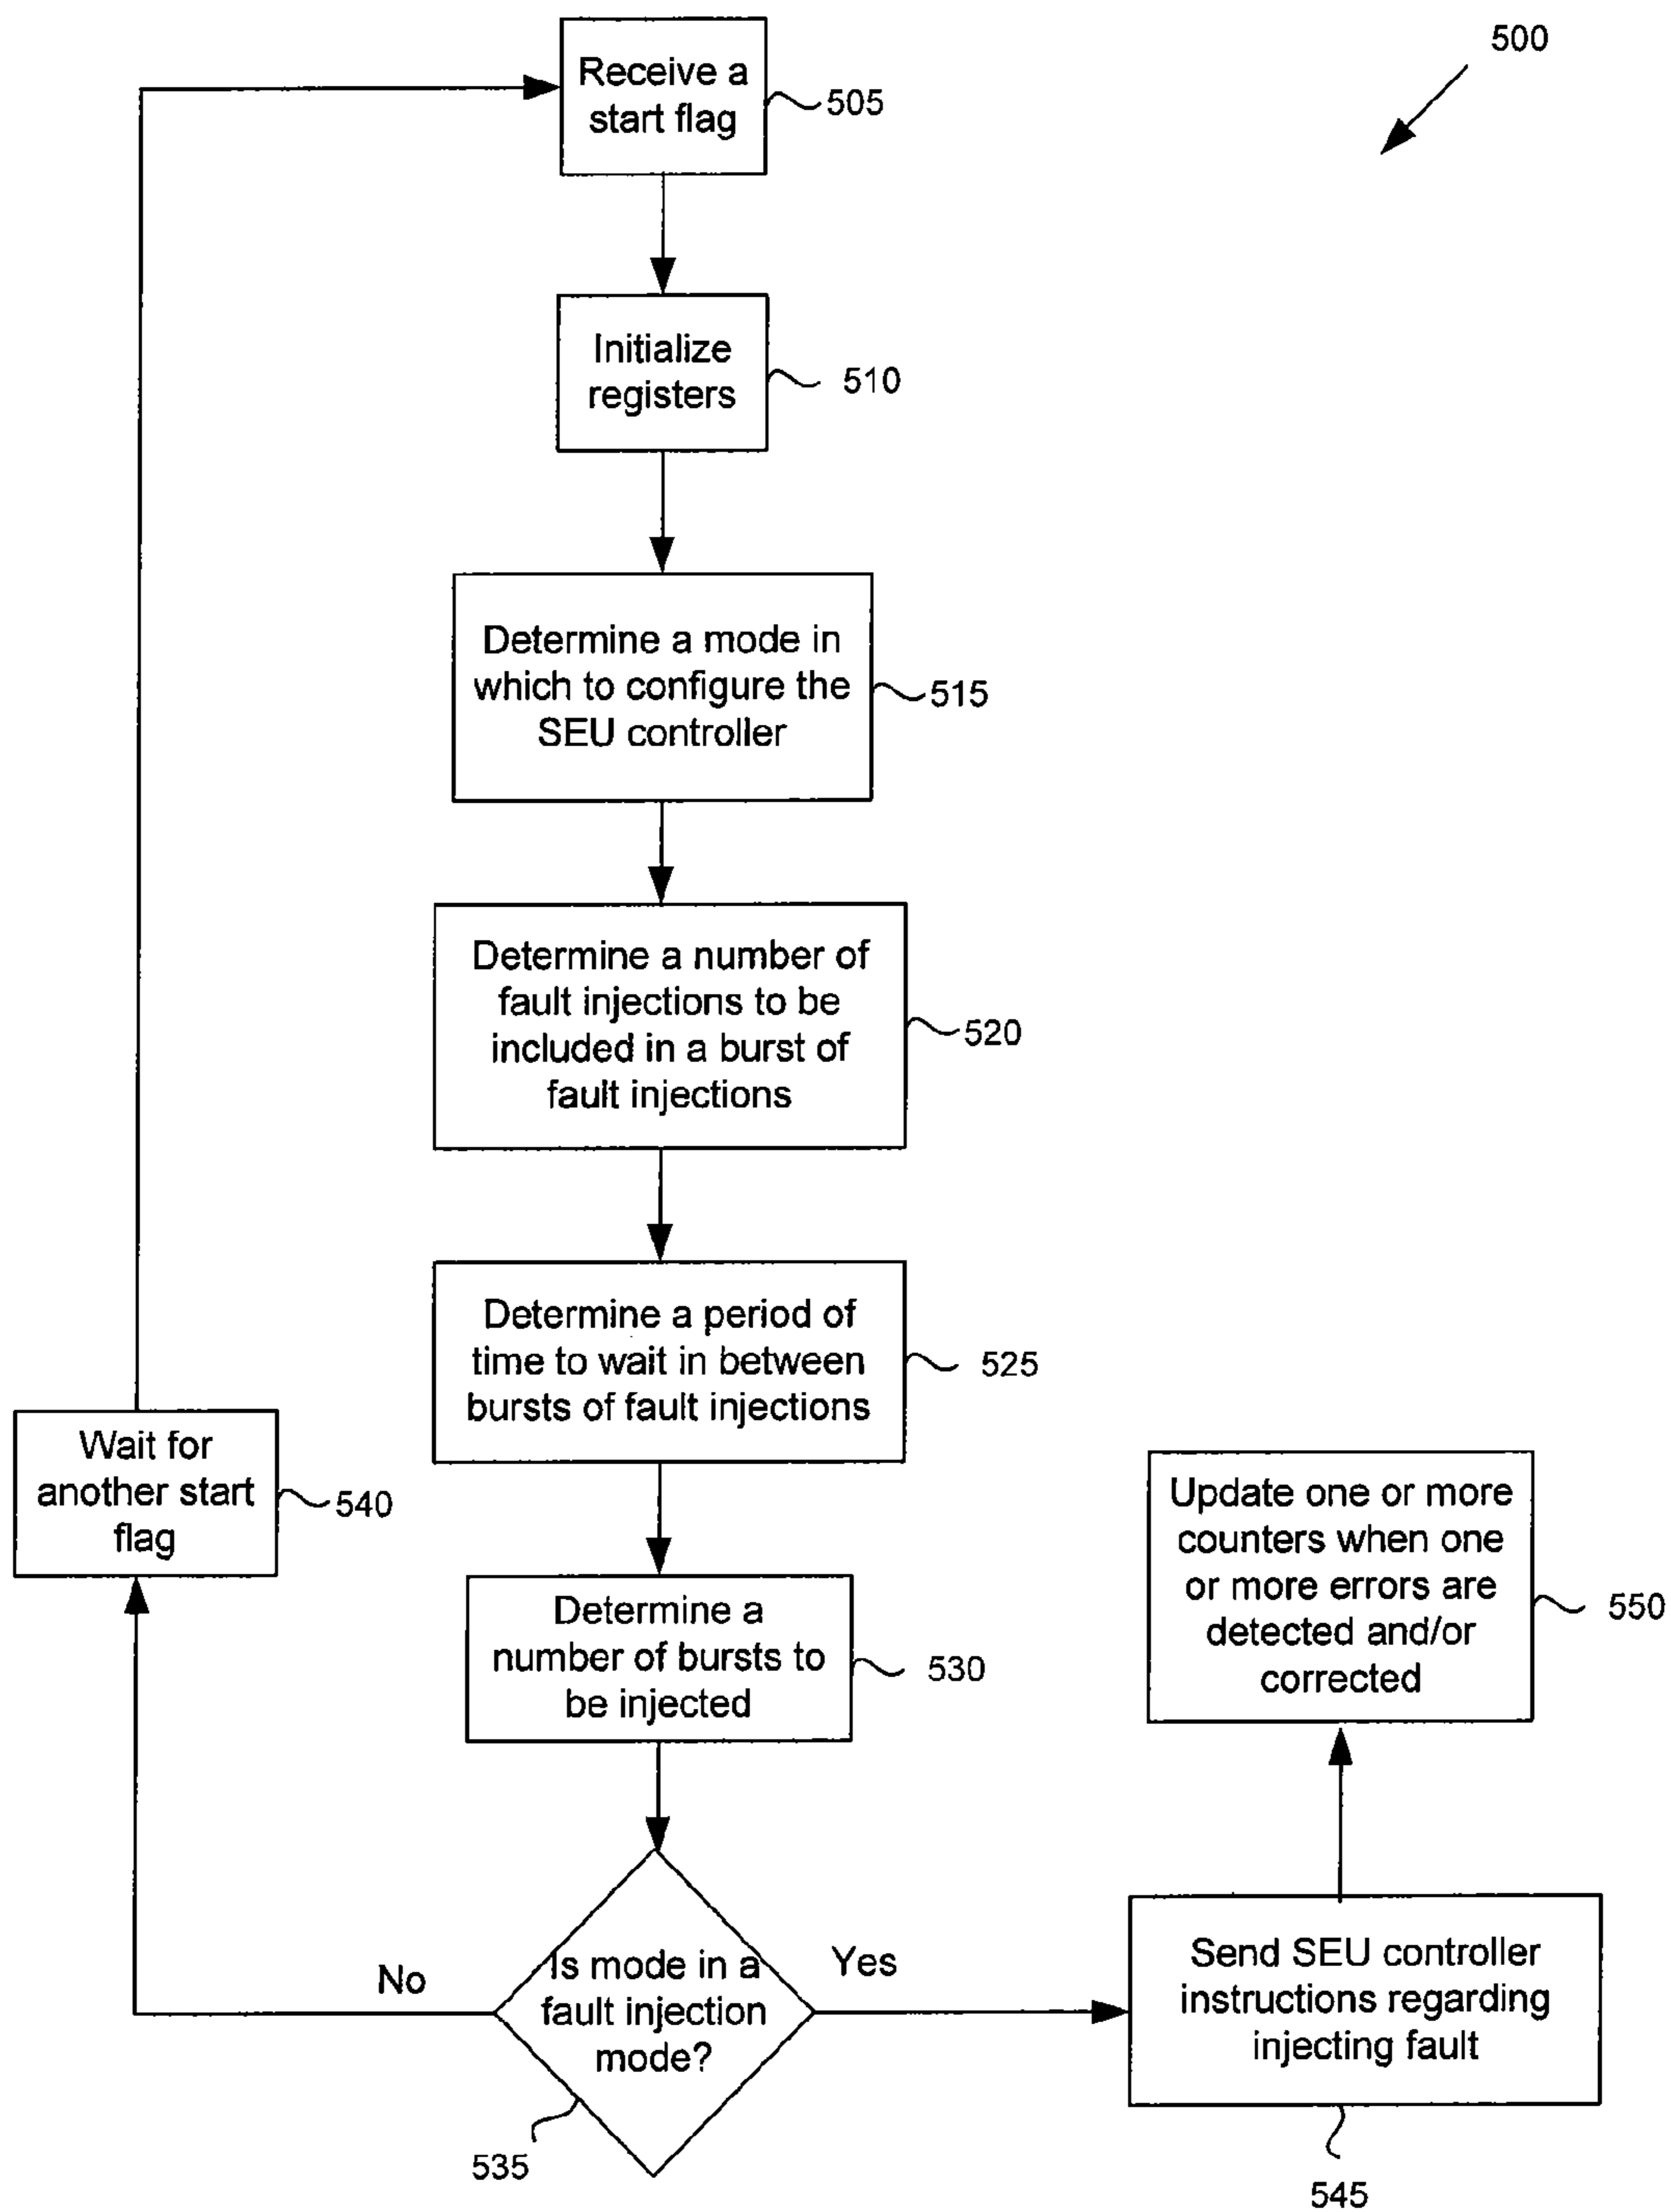 500
Receive a
start flag
505
Initialize
registers
510
Determine a mode in
which to configure the
SEU controller
515
Determine a number of
fault injections to be
included in a burst of
fault injections
520
Determine a period of
time to wait in between
bursts of fault injections
525
Wait for
another start
flag
540
Determine a
number of bursts to
be injected
530
Update one or more
counters when one
or more errors are
detected and/or
corrected
550
Is mode in a
fault injection
mode?
535
No
Yes
Send SEU controller
instructions regarding
injecting fault
545